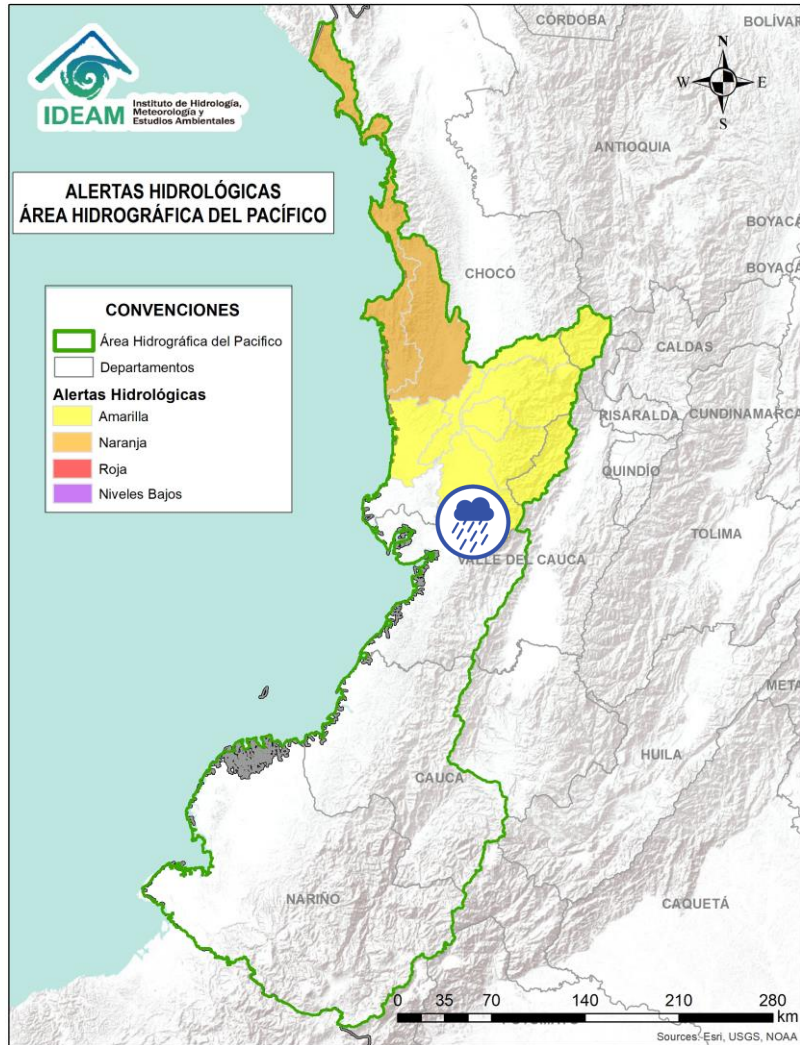 IDEAM
Instituto de Hidrología,
Meteorología y
Estudios Ambientales
ALERTAS HIDROLÓGICAS
ÁREA HIDROGRÁFICA DEL PACÍFICO
CONVENCIONES
Área Hidrográfica del Pacifico
Departamentos
Alertas Hidrológicas
Amarilla
Naranja
Roja
Niveles Bajos
CÓRDOBA
BOLÍVAR
N
W E
S
ANTIOQUIA
BOYACÁ
CHOCÓ
BOYACÁ
CALDAS
RISARALDA
CUNDINAMARCA
QUINDÍO
TOLIMA
VALLE DEL CAUCA
META
HUILA
CAUCA
NARIÑO
CAQUETÁ
0 35 70 140 210 280
km
Sources: Esri, USGS, NOAA